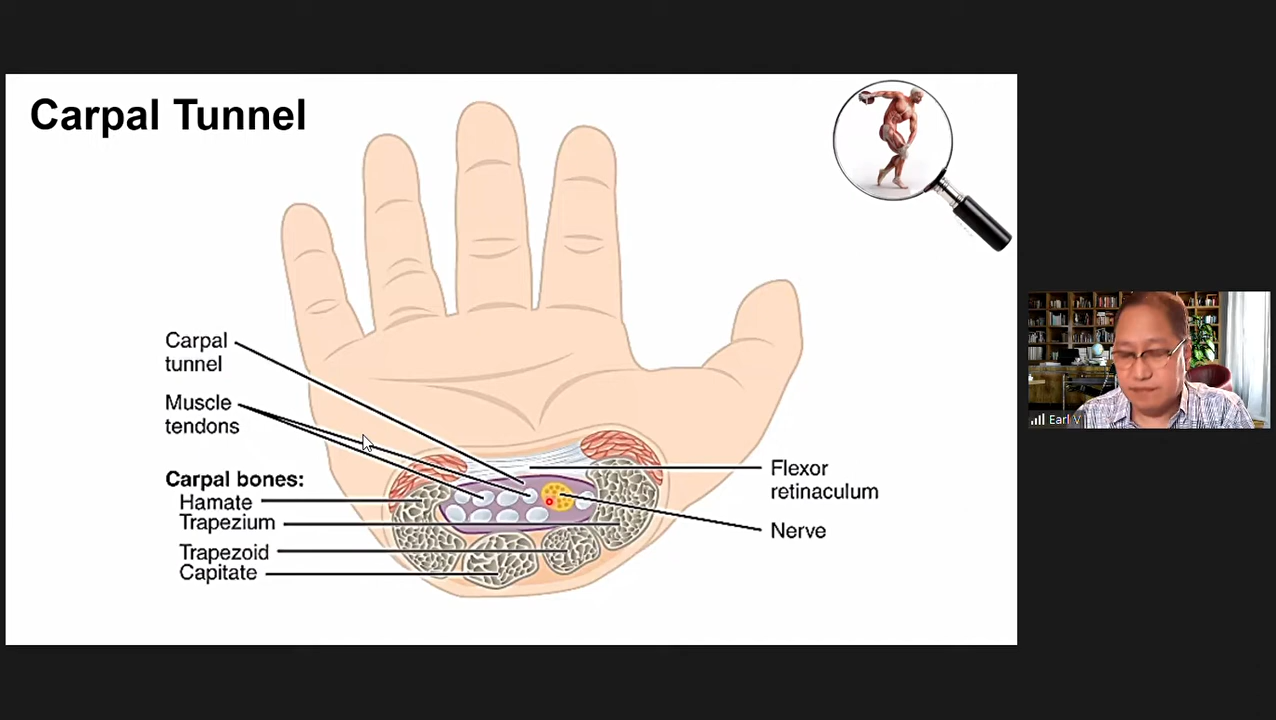 Carpal Tunnel
Carpal
tunnel
Muscle
tendons
Carpal bones:
Hamate
Trapezium
Trapezoid
Capitate
Flexor
retinaculum
Nerve
Earl V